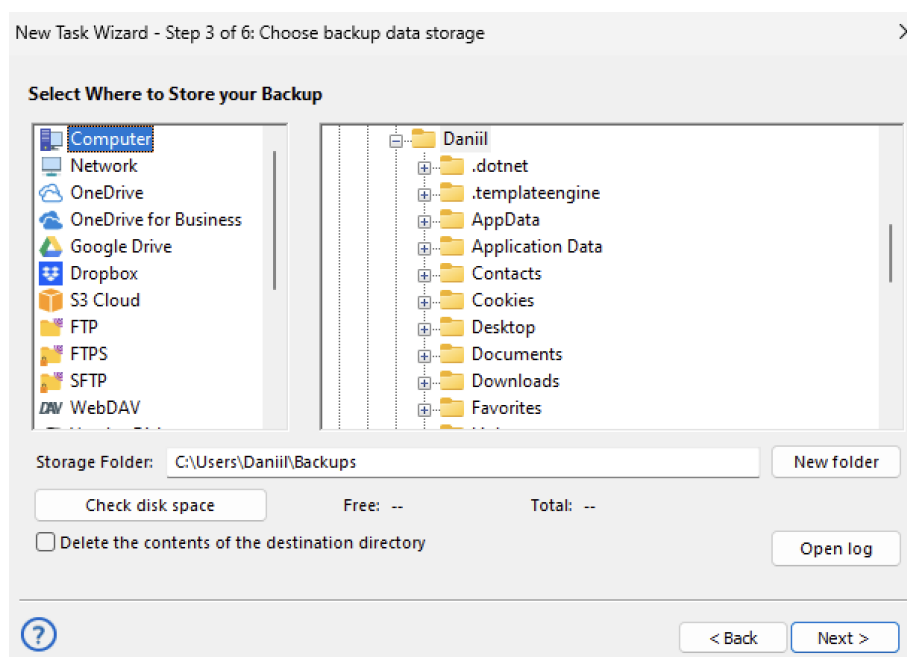 New Task Wizard - Step 3 of 6: Choose backup data storage
Select Where to Store your Backup
Computer
Network
OneDrive
OneDrive for Business
Google Drive
Dropbox
S3 Cloud
FTP
FTPS
SFTP
DAV WebDAV
Daniil
.dotnet
.templateengine
AppData
Application Data
Contacts
Cookies
Desktop
Documents
Downloads
Favorites
Storage Folder: C:\Users\Daniil\Backups New folder
Check disk space Free: -- Total: --
Delete the contents of the destination directory
Open log
? < Back Next >